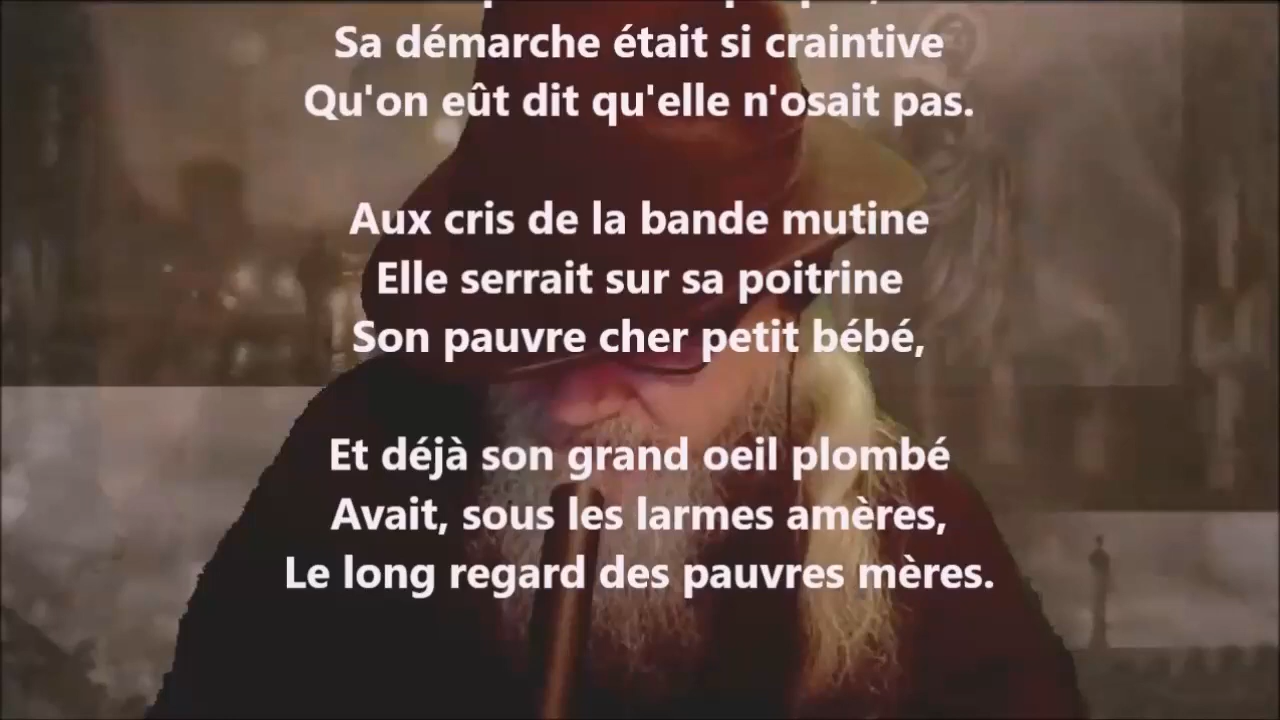 Sa démarche était si craintive
Qu'on eût dit qu'elle n'osait pas.
Aux cris de la bande mutine
Elle serrait sur sa poitrine
Son pauvre cher petit bébé,
Et déjà son grand oeil plombé
Avait, sous les larmes amères,
Le long regard des pauvres mères.